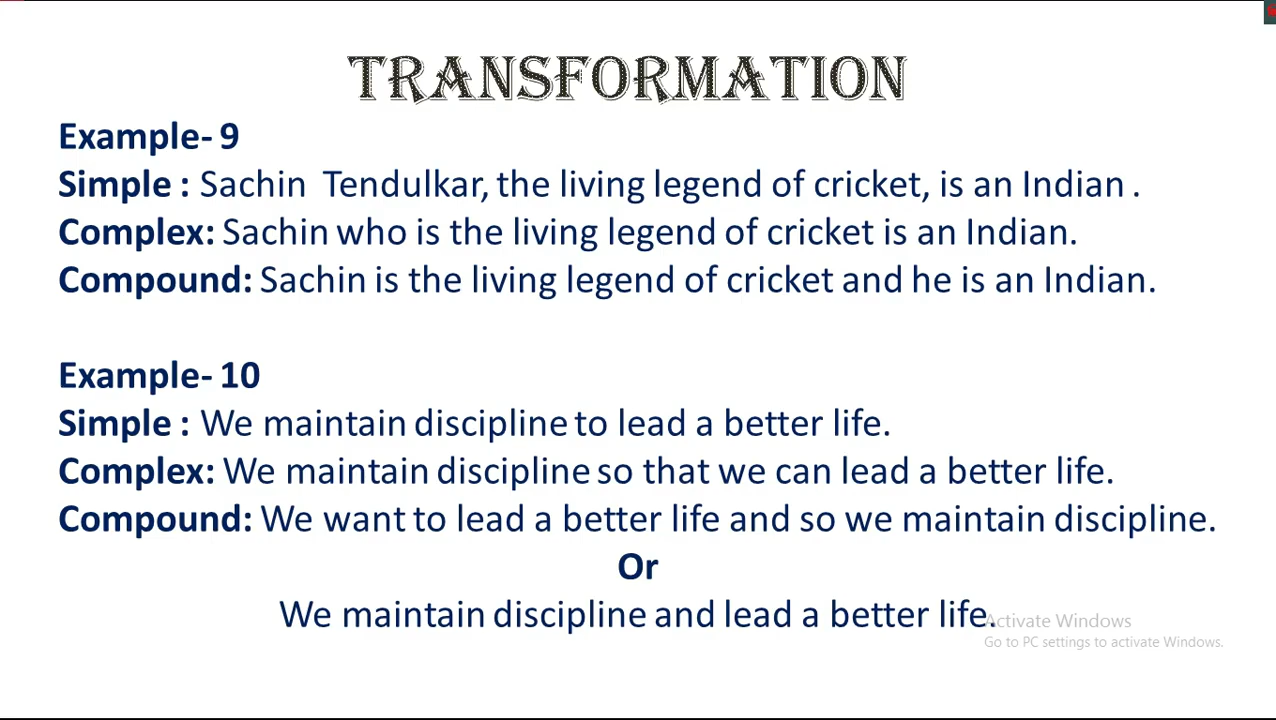 TRANSFORMATION
Example- 9
Simple : Sachin  Tendulkar, the living legend of cricket, is an Indian .
Complex: Sachin who is the living legend of cricket is an Indian.
Compound: Sachin is the living legend of cricket and he is an Indian.
Example- 10
Simple : We maintain discipline to lead a better life.
Complex: We maintain discipline so that we can lead a better life.
Compound: We want to lead a better life and so we maintain discipline.
Or
We maintain discipline and lead a better life.
Activate Windows
Go to PC settings to activate Windows.